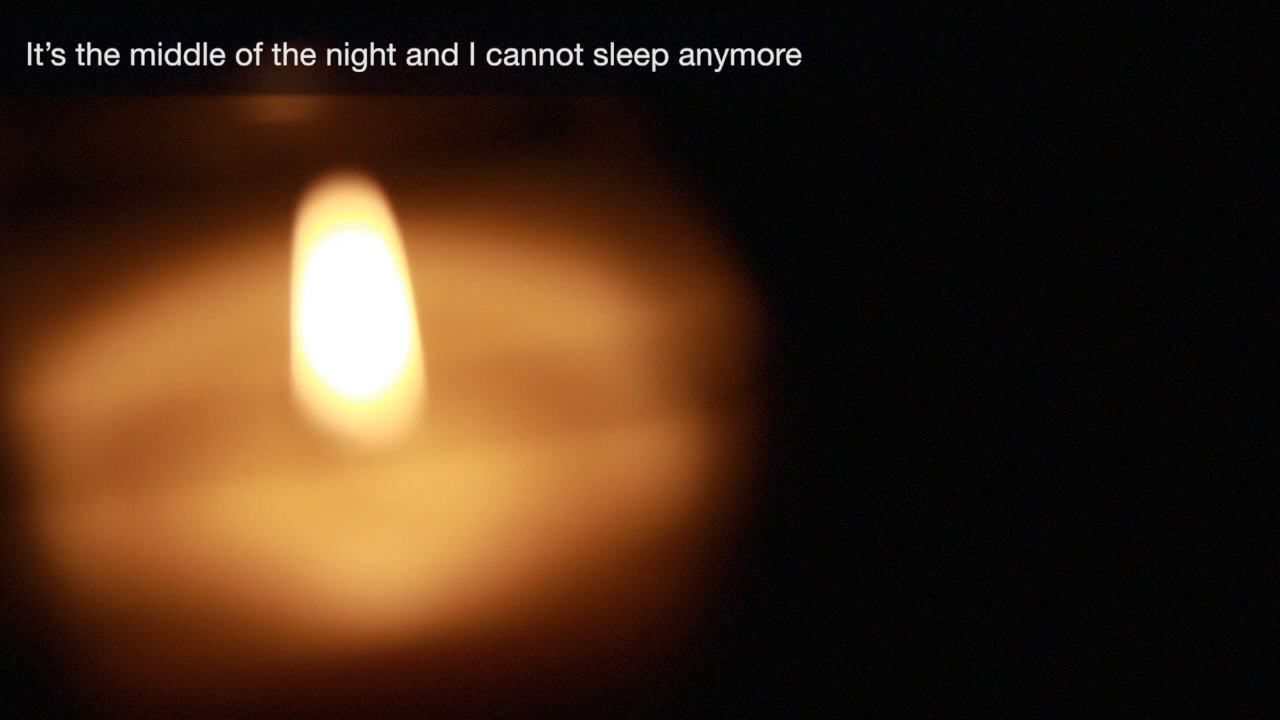 It’s the middle of the night and I cannot sleep anymore